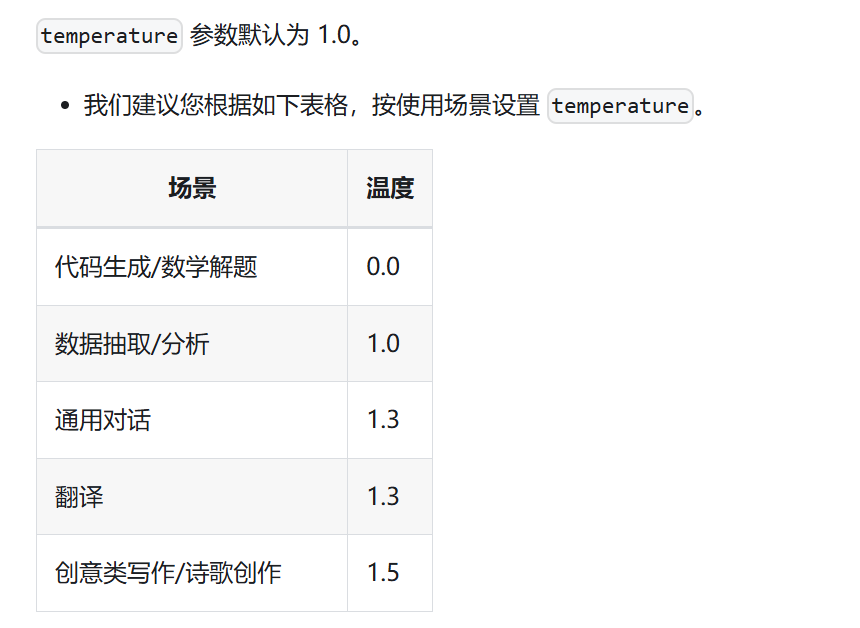 temperature 参数默认为 1.0。
我们建议您根据如下表格，按使用场景设置 temperature。
场景 温度
代码生成/数学解题 0.0
数据抽取/分析 1.0
通用对话 1.3
翻译 1.3
创意类写作/诗歌创作 1.5